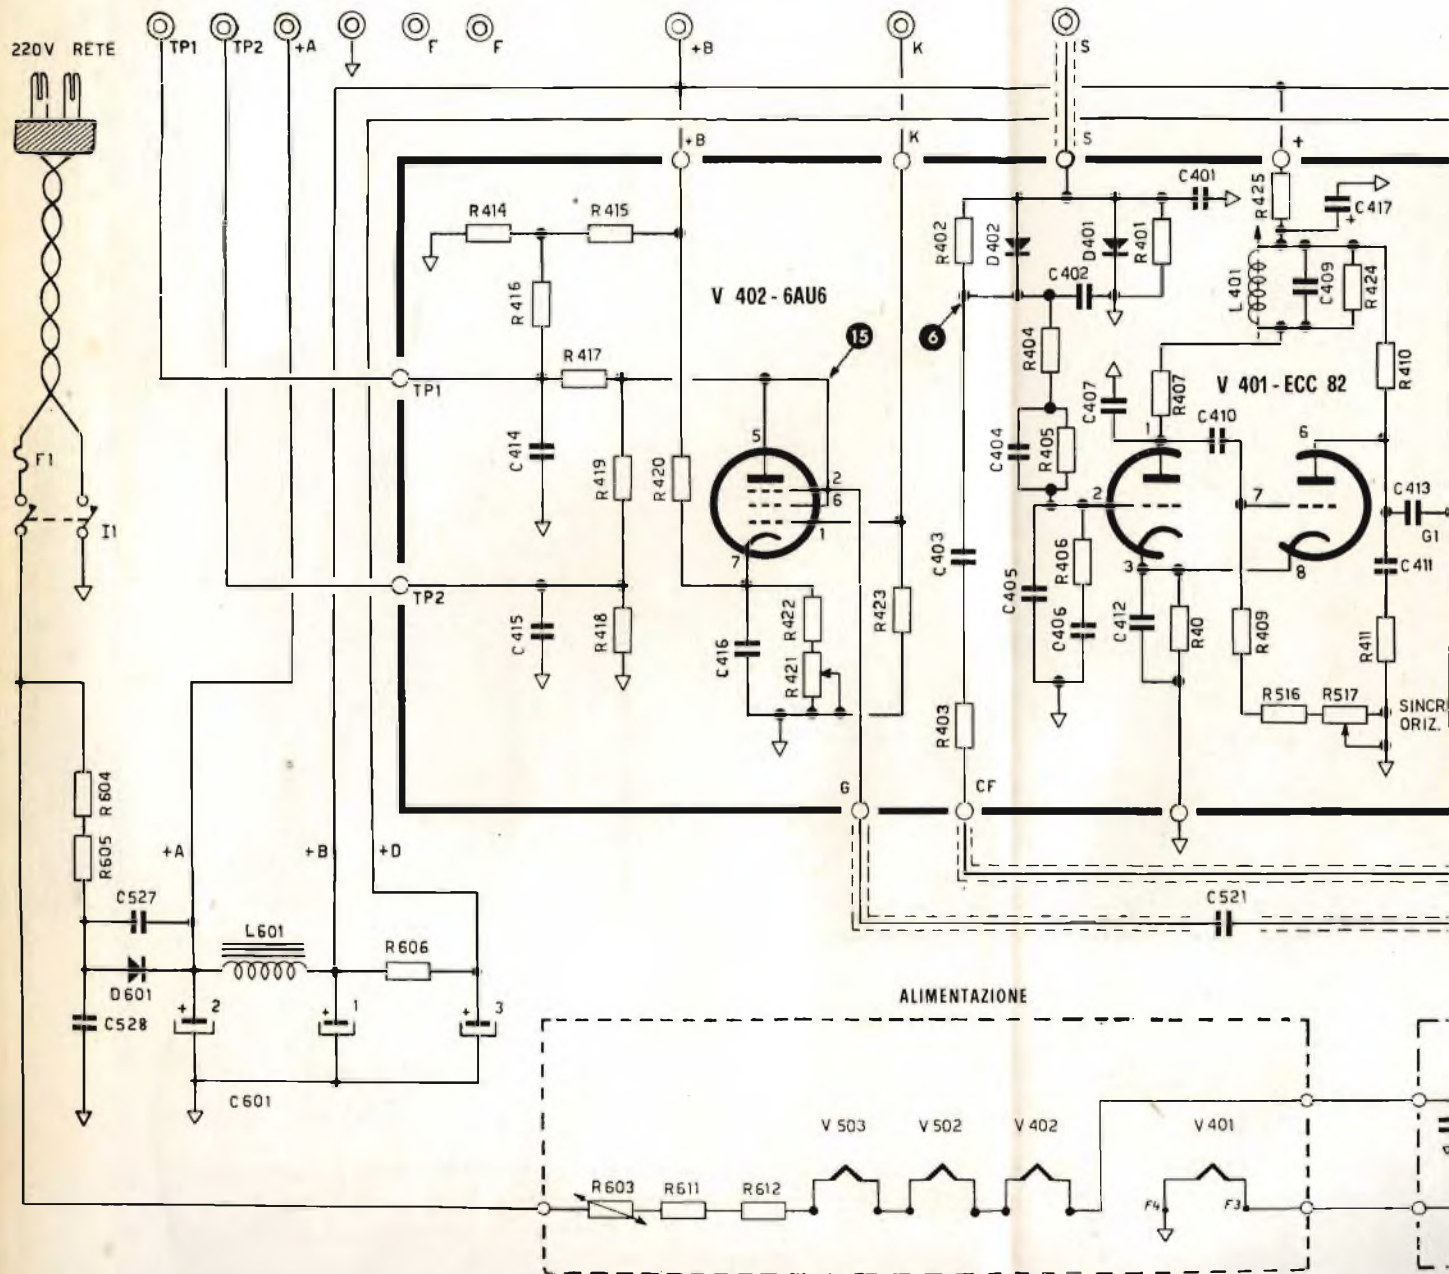 220V RETE
TP1
TP2
+A
F
F
+B
K
S
+B
K
S
+
R414
R415
R416
R417
V 402 - 6AU6
15
6
TP1
TP2
C414
C415
R419
R418
R420
5
2
6
1
7
C416
R422
R421
R423
R402
D402
D401
R401
C401
C402
R404
C404
R405
C403
R403
C405
R406
C406
C407
R407
C410
V 401 - ECC 82
1
2
3
6
7
8
C412
R40
R409
R425
C417
+
L401
C409
R424
R410
C413
G1
C411
R411
R516
R517
SINCR
ORIZ.
F1
I1
R604
R605
+A
+B
+D
G
CF
C527
L601
R606
D601
C528
+ 2
+ 1
+ 3
C601
C521
ALIMENTAZIONE
V 503
V 502
V 402
V 401
R603
R611
R612
F4
F3